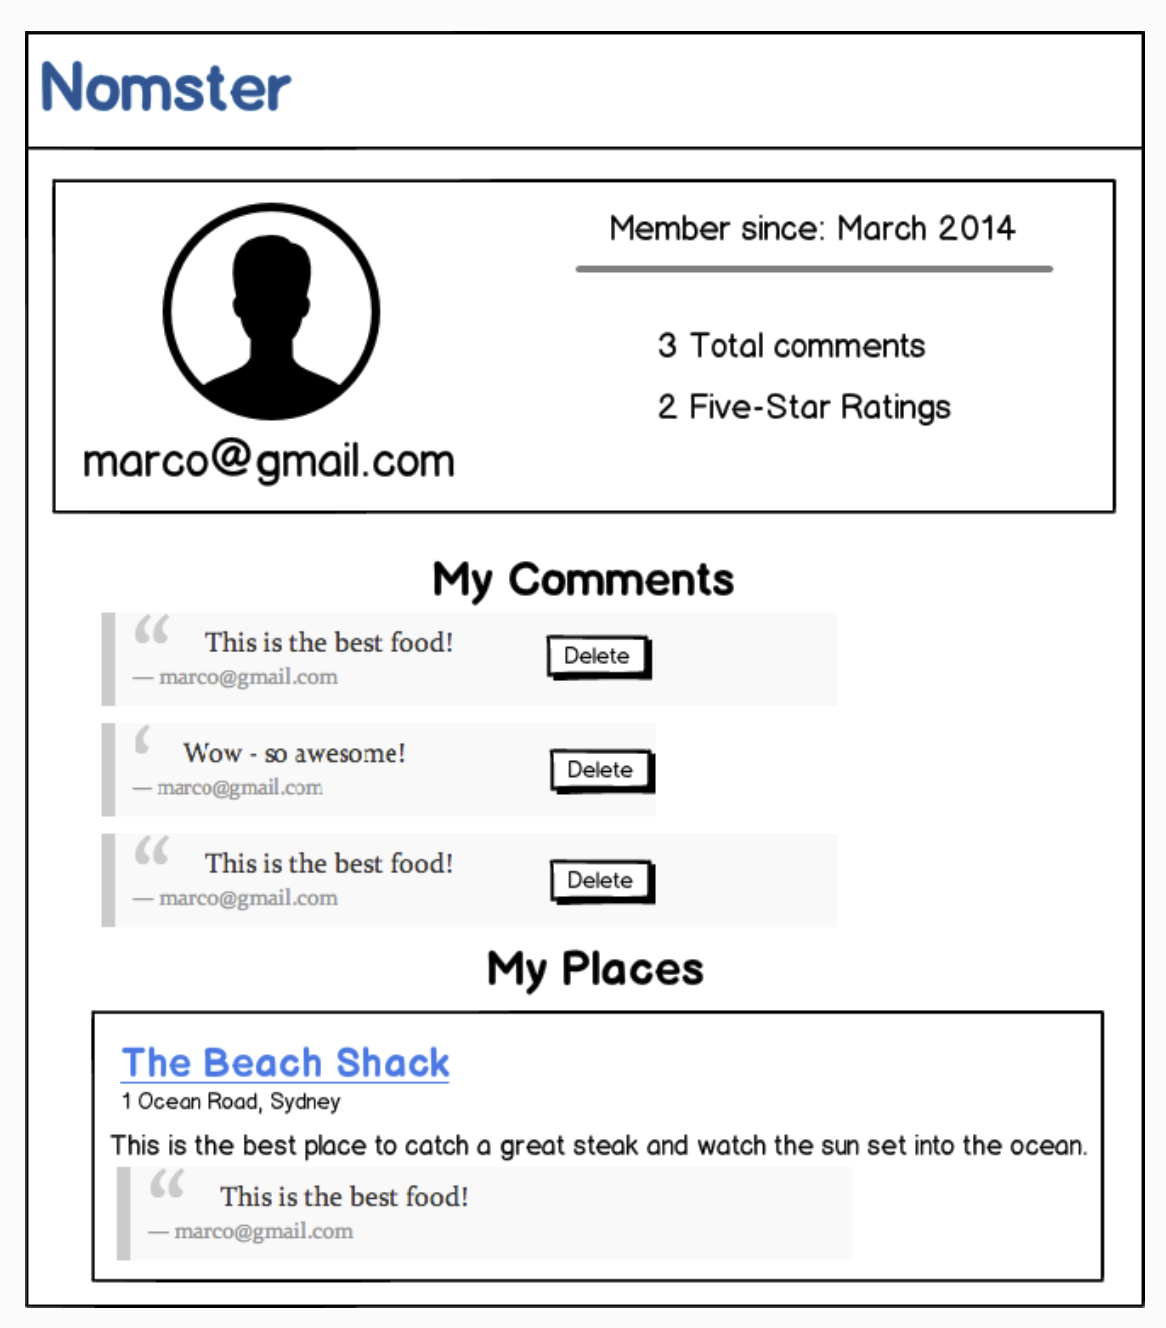 Nomster
Member since: March 2014
3 Total comments
2 Five-Star Ratings
marco@gmail.com
My Comments
“ This is the best food!
— marco@gmail.com
Delete
‘ Wow - so awesome!
— marco@gmail.com
Delete
“ This is the best food!
— marco@gmail.com
Delete
My Places
The Beach Shack
1 Ocean Road, Sydney
This is the best place to catch a great steak and watch the sun set into the ocean.
“ This is the best food!
— marco@gmail.com